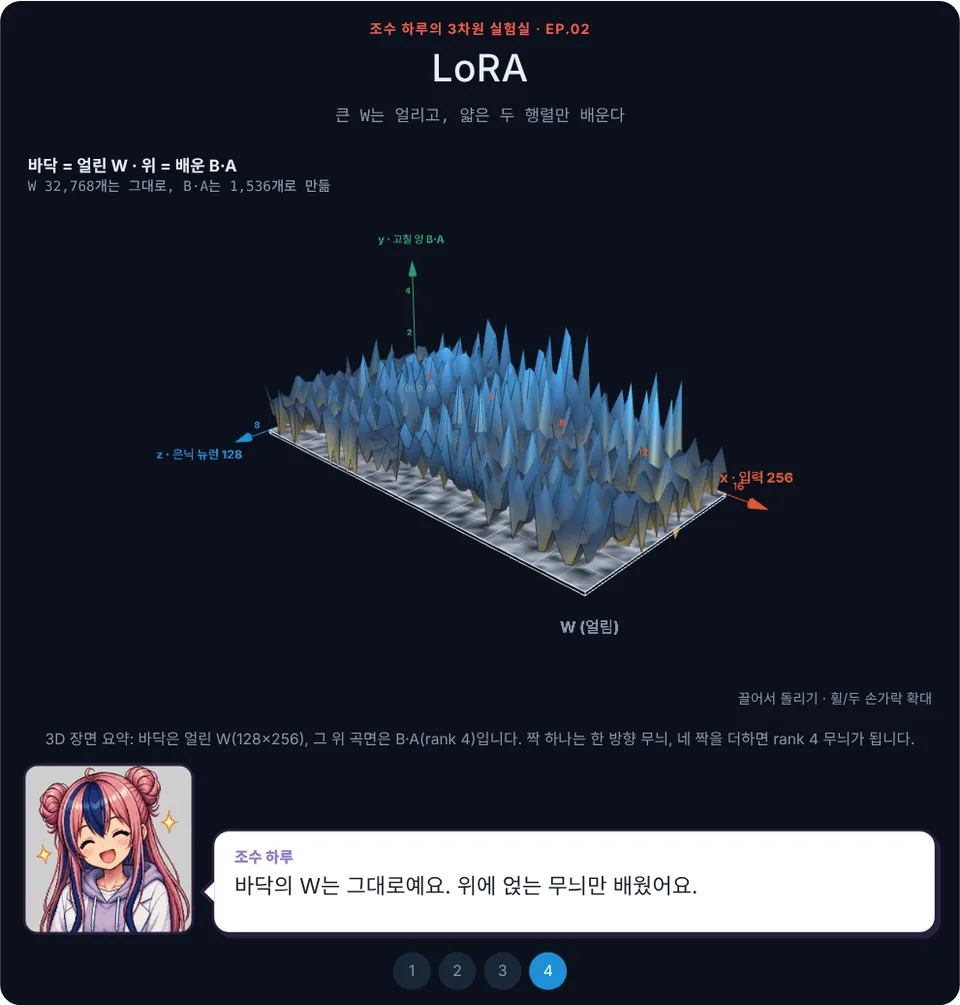 조수 하루의 3차원 실험실 · EP.02
LoRA
큰 W는 얼리고, 얇은 두 행렬만 배운다
바닥 = 얼린 W · 위 = 배운 B·A
W 32,768개는 그대로, B·A는 1,536개로 만듦
y · 고칠 양 B·A
4
2
(0, 0, 0)
8
8
12
z · 은닉 뉴런 128
x · 입력 256
16
W (얼림)
끌어서 돌리기 · 휠/두 손가락 확대
3D 장면 요약: 바닥은 얼린 W(128×256), 그 위 곡면은 B·A(rank 4)입니다. 짝 하나는 한 방향 무늬, 네 짝을 더하면 rank 4 무늬가 됩니다.
조수 하루
바닥의 W는 그대로예요. 위에 얹는 무늬만 배웠어요.
1 2 3 4